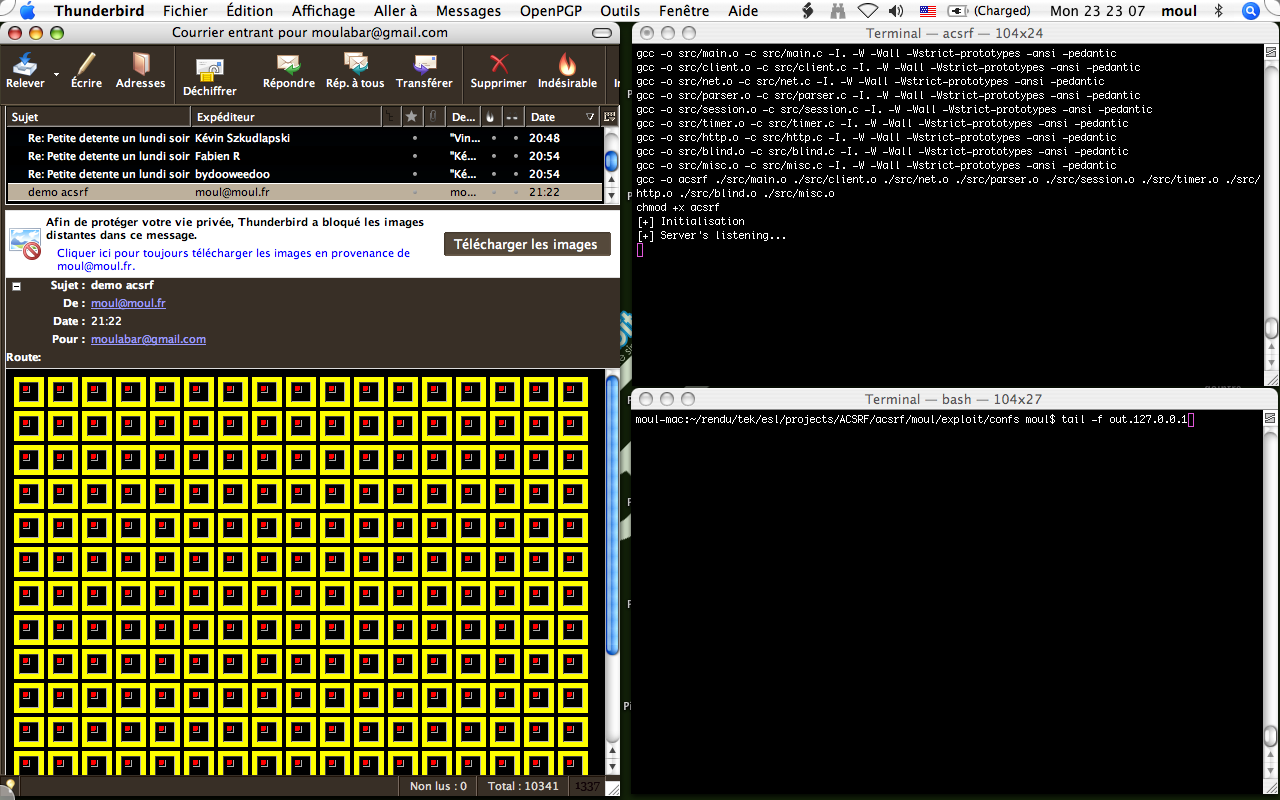 Thunderbird Fichier Édition Affichage Aller à Messages OpenPGP Outils Fenêtre Aide (Charged) Mon 23 23 07 moul
Courrier entrant pour moulabar@gmail.com
Relever Écrire Adresses Déchiffrer Répondre Rép. à tous Transférer Supprimer Indésirable
Sujet Expéditeur De... -- Date
Re: Petite detente un lundi soir Kévin Szkudlapski "Vin... 20:48
Re: Petite detente un lundi soir Fabien R "Ké... 20:54
Re: Petite detente un lundi soir bydooweedoo "Ké... 20:54
demo acsrf moul@moul.fr mo... 21:22
Afin de protéger votre vie privée, Thunderbird a bloqué les images
distantes dans ce message.
Cliquer ici pour toujours télécharger les images en provenance de
moul@moul.fr.
Télécharger les images
Sujet : demo acsrf
De : moul@moul.fr
Date : 21:22
Pour : moulabar@gmail.com
Route:
Non lus : 0 Total : 10341 1337
Terminal — acsrf — 104x24
gcc -o src/main.o -c src/main.c -I. -W -Wall -Wstrict-prototypes -ansi -pedantic
gcc -o src/client.o -c src/client.c -I. -W -Wall -Wstrict-prototypes -ansi -pedantic
gcc -o src/net.o -c src/net.c -I. -W -Wall -Wstrict-prototypes -ansi -pedantic
gcc -o src/parser.o -c src/parser.c -I. -W -Wall -Wstrict-prototypes -ansi -pedantic
gcc -o src/session.o -c src/session.c -I. -W -Wall -Wstrict-prototypes -ansi -pedantic
gcc -o src/timer.o -c src/timer.c -I. -W -Wall -Wstrict-prototypes -ansi -pedantic
gcc -o src/http.o -c src/http.c -I. -W -Wall -Wstrict-prototypes -ansi -pedantic
gcc -o src/blind.o -c src/blind.c -I. -W -Wall -Wstrict-prototypes -ansi -pedantic
gcc -o src/misc.o -c src/misc.c -I. -W -Wall -Wstrict-prototypes -ansi -pedantic
gcc -o acsrf ./src/main.o ./src/client.o ./src/net.o ./src/parser.o ./src/session.o ./src/timer.o ./src/
http.o ./src/blind.o ./src/misc.o
chmod +x acsrf
[+] Initialisation
[+] Server's listening...
Terminal — bash — 104x27
moul-mac:~/rendu/tek/esl/projects/ACSRF/acsrf/moul/exploit/confs moul$ tail -f out.127.0.0.1